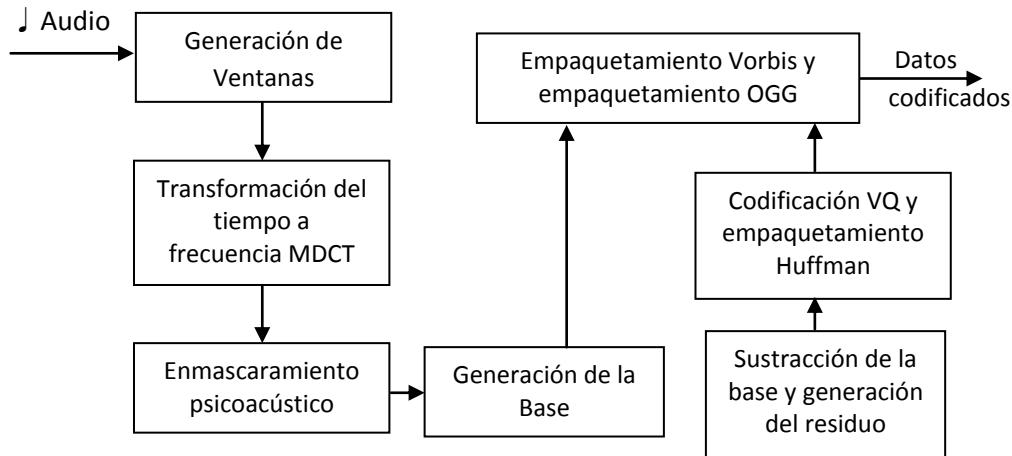 ♩ Audio
Generación de
Ventanas
Transformación del
tiempo a
frecuencia MDCT
Enmascaramiento
psicoacústico
Generación de la
Base
Empaquetamiento Vorbis y
empaquetamiento OGG
Datos
codificados
Codificación VQ y
empaquetamiento
Huffman
Sustracción de la
base y generación
del residuo